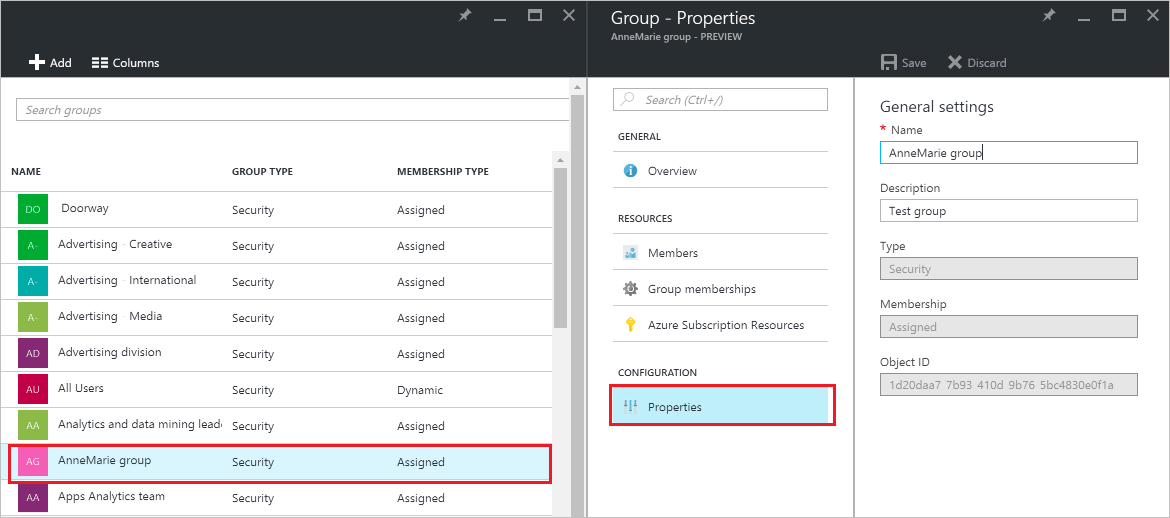 Add
Columns
Search groups
NAME GROUP TYPE MEMBERSHIP TYPE
DO Doorway Security Assigned
A- Advertising - Creative Security Assigned
A- Advertising - International Security Assigned
A- Advertising - Media Security Assigned
AD Advertising division Security Assigned
AU All Users Security Dynamic
AA Analytics and data mining leade Security Assigned
AG AnneMarie group Security Assigned
AA Apps Analytics team Security Assigned
Group - Properties
AnneMarie group - PREVIEW
Save
Discard
Search (Ctrl+/)
GENERAL
Overview
RESOURCES
Members
Group memberships
Azure Subscription Resources
CONFIGURATION
Properties
General settings
* Name
AnneMarie group
Description
Test group
Type
Security
Membership
Assigned
Object ID
1d20daa7 7b93 410d 9b76 5bc4830e0f1a